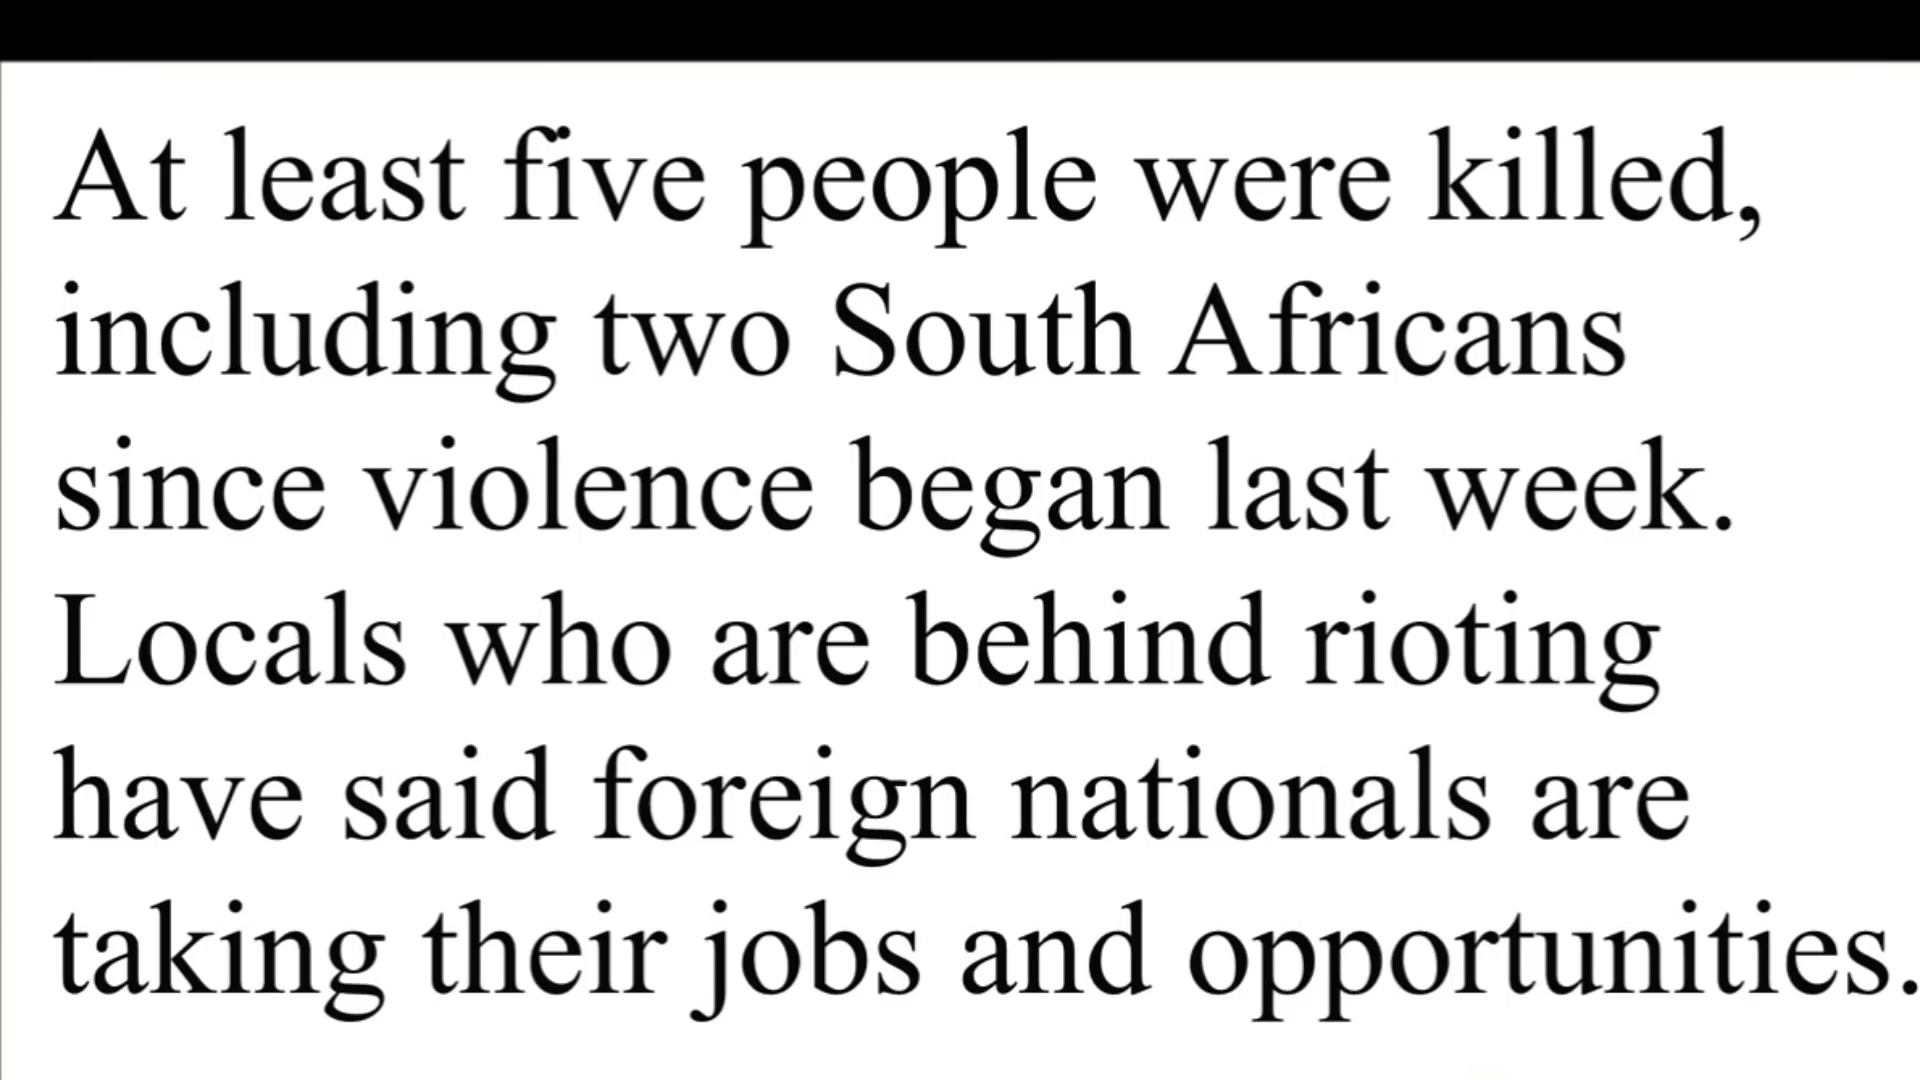 At least five people were killed,
including two South Africans
since violence began last week.
Locals who are behind rioting
have said foreign nationals are
taking their jobs and opportunities.